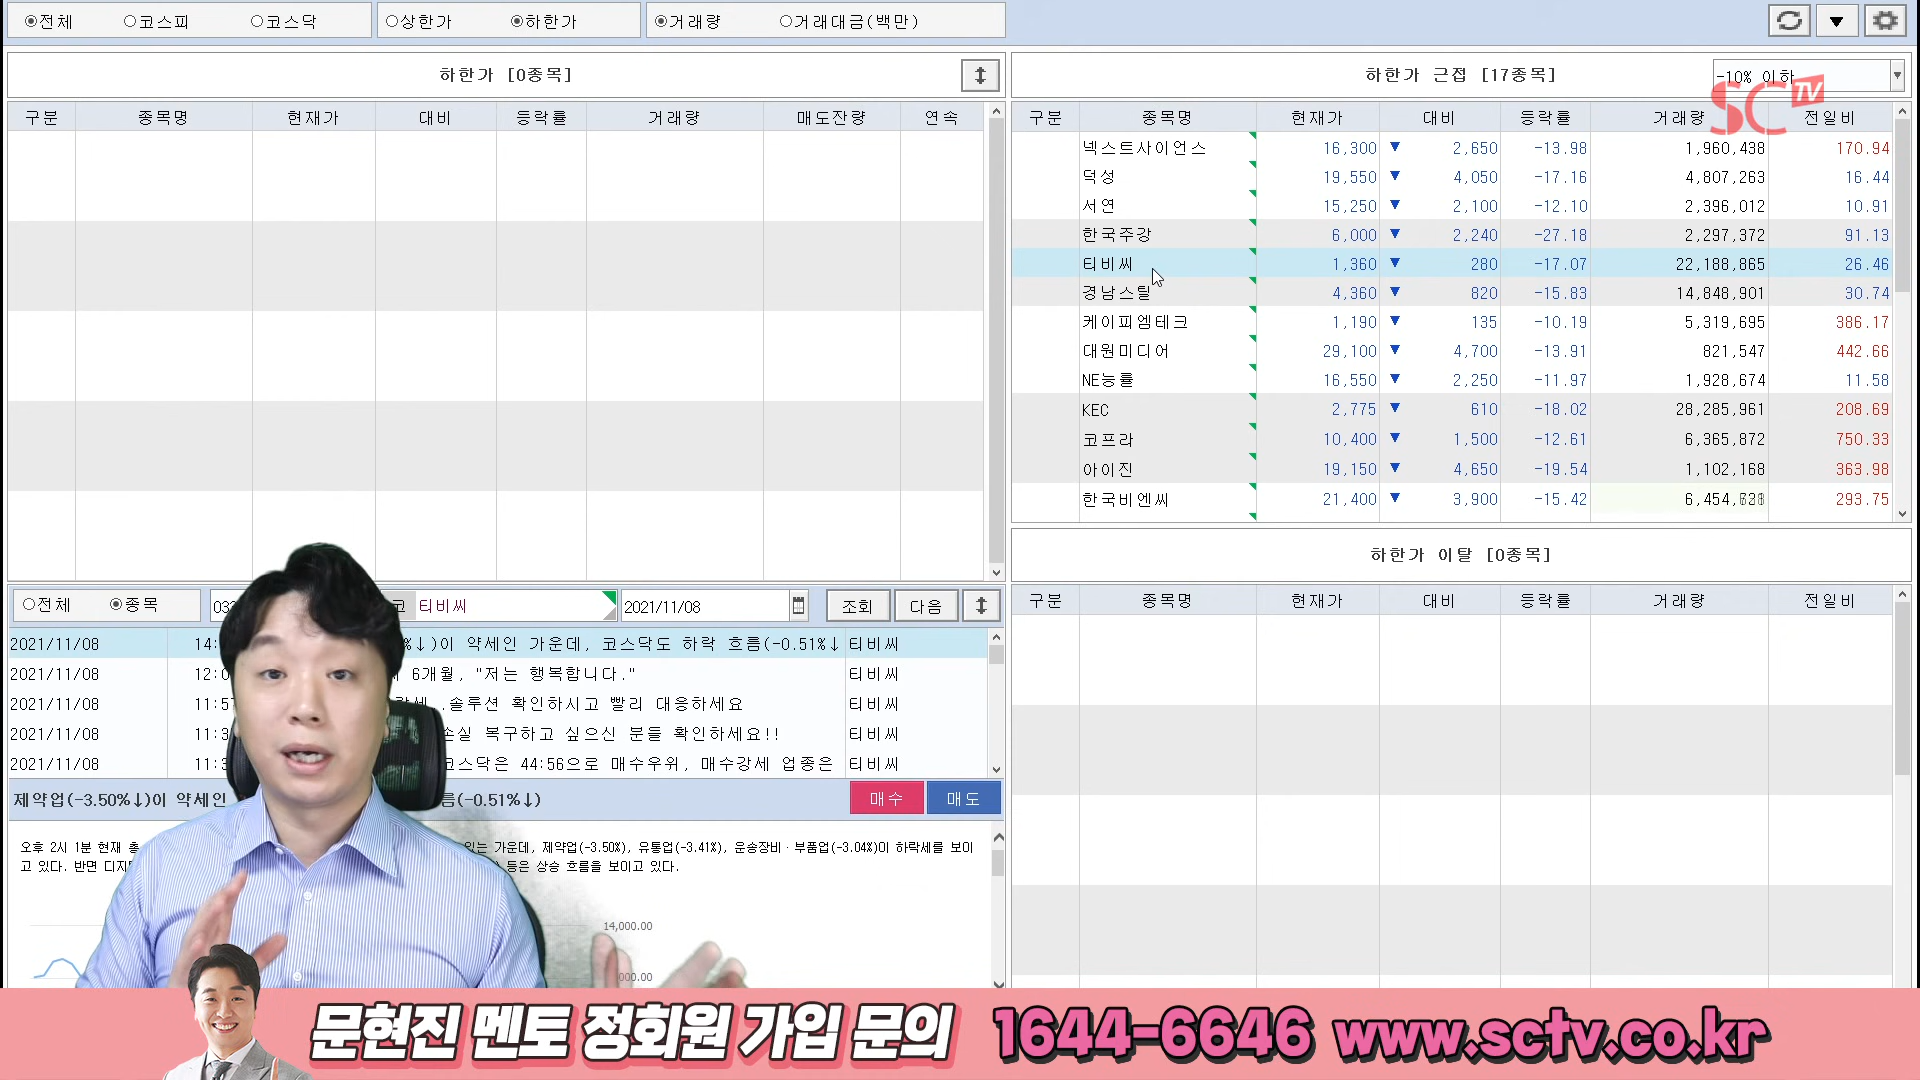 전체 코스피 코스닥 상한가 하한가 거래량 거래대금(백만)
하한가 [0종목]
구분 종목명 현재가 대비 등락률 거래량 매도잔량 연속
하한가 근접 [17종목] -10% 이하
SC TV
구분 종목명 현재가 대비 등락률 거래량 전일비
넥스트사이언스 16,300 ▼ 2,650 -13.98 1,960,438 170.94
덕성 19,550 ▼ 4,050 -17.16 4,807,263 16.44
서연 15,250 ▼ 2,100 -12.10 2,396,012 10.91
한국주강 6,000 ▼ 2,240 -27.18 2,297,372 91.13
티비씨 1,360 ▼ 280 -17.07 22,188,865 26.46
경남스틸 4,360 ▼ 820 -15.83 14,848,901 30.74
케이피엠테크 1,190 ▼ 135 -10.19 5,319,695 386.17
대원미디어 29,100 ▼ 4,700 -13.91 821,547 442.66
NE능률 16,550 ▼ 2,250 -11.97 1,928,674 11.58
KEC 2,775 ▼ 610 -18.02 28,285,961 208.69
코프라 10,400 ▼ 1,500 -12.61 6,365,872 750.33
아이진 19,150 ▼ 4,650 -19.54 1,102,168 363.98
한국비엔씨 21,400 ▼ 3,900 -15.42 293.75
하한가 이탈 [0종목]
구분 종목명 현재가 대비 등락률 거래량 전일비
전체 종목 코 티비씨 2021/11/08 조회 다음
2021/11/08 14: %↓)이 약세인 가운데, 코스닥도 하락 흐름(-0.51%↓ 티비씨
2021/11/08 12:0 6개월, "저는 행복합니다." 티비씨
2021/11/08 11:57 .솔루션 확인하시고 빨리 대응하세요 티비씨
2021/11/08 11:3 손실 복구하고 싶으신 분들 확인하세요!! 티비씨
2021/11/08 11:3 코스닥은 44:56으로 매수우위, 매수강세 업종은 티비씨
제약업(-3.50%↓)이 약세인 름(-0.51%↓) 매수 매도
오후 2시 1분 현재 있는 가운데, 제약업(-3.50%), 유통업(-3.41%), 운송장비·부품업(-3.04%)이 하락세를 보이
고 있다. 반면 디지 등은 상승 흐름을 보이고 있다.
14,000.00
000.00
문현진 멘토 정회원 가입 문의 1644-6646 www.sctv.co.kr